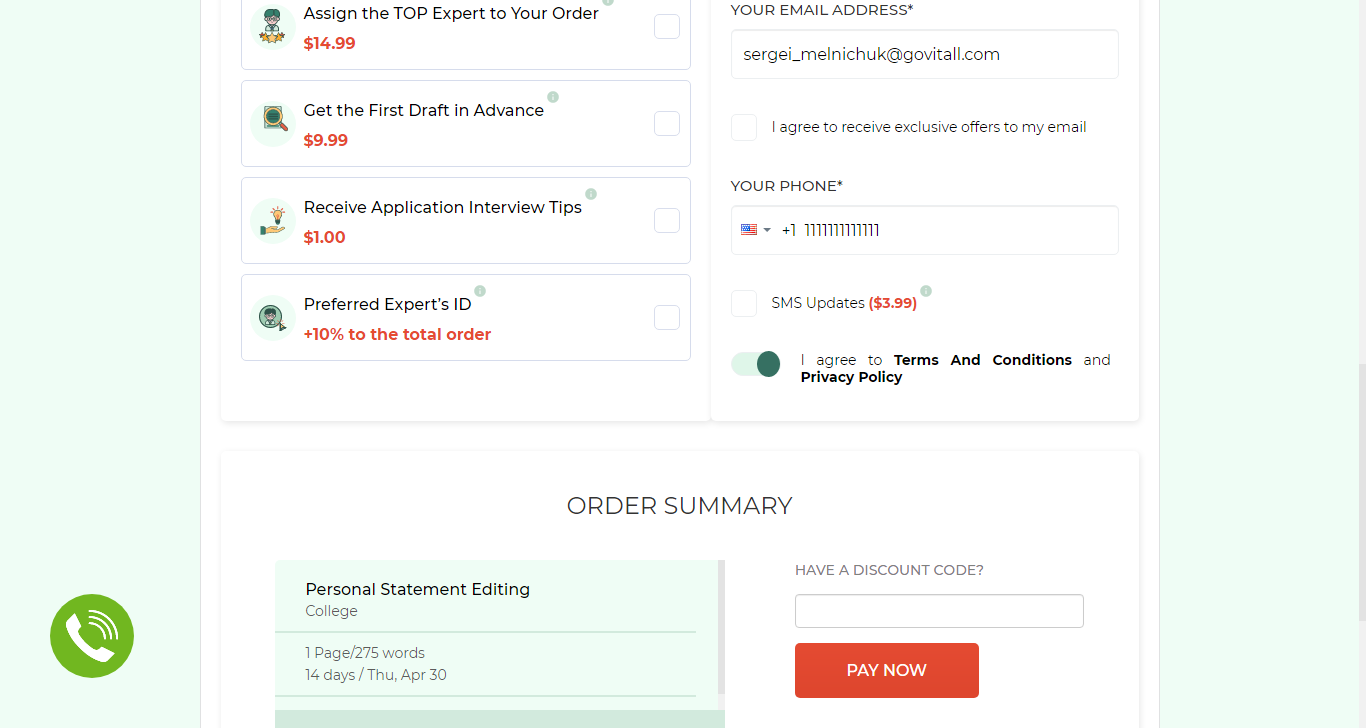 Assign the TOP Expert to Your Order
$14.99
Get the First Draft in Advance
$9.99
Receive Application Interview Tips
$1.00
Preferred Expert's ID
+10% to the total order
YOUR EMAIL ADDRESS*
sergei_melnichuk@govitall.com
I agree to receive exclusive offers to my email
YOUR PHONE*
+1 1111111111111
SMS Updates ($3.99)
I agree to Terms And Conditions and
Privacy Policy
ORDER SUMMARY
Personal Statement Editing
College
1 Page/275 words
14 days / Thu, Apr 30
HAVE A DISCOUNT CODE?
PAY NOW